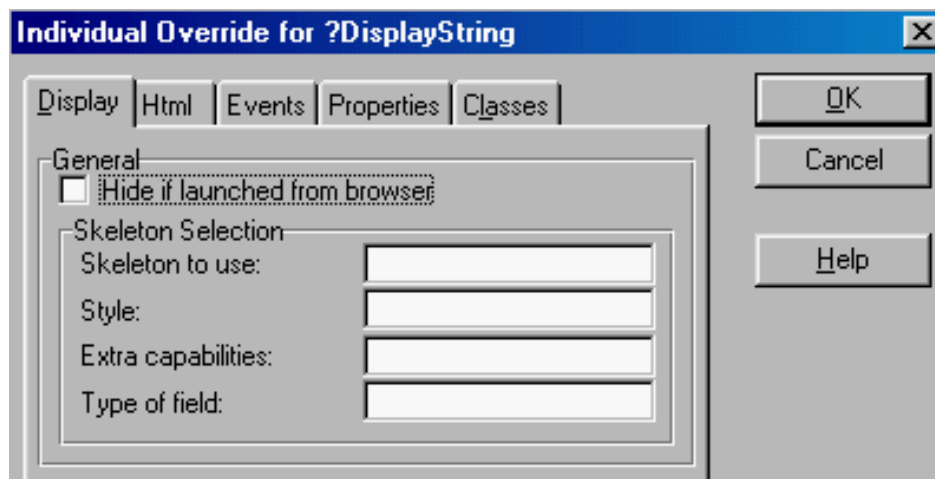 Individual Override for ?DisplayString
Display Html Events Properties Classes
OK
Cancel
Help
General
Hide if launched from browser
Skeleton Selection
Skeleton to use:
Style:
Extra capabilities:
Type of field: